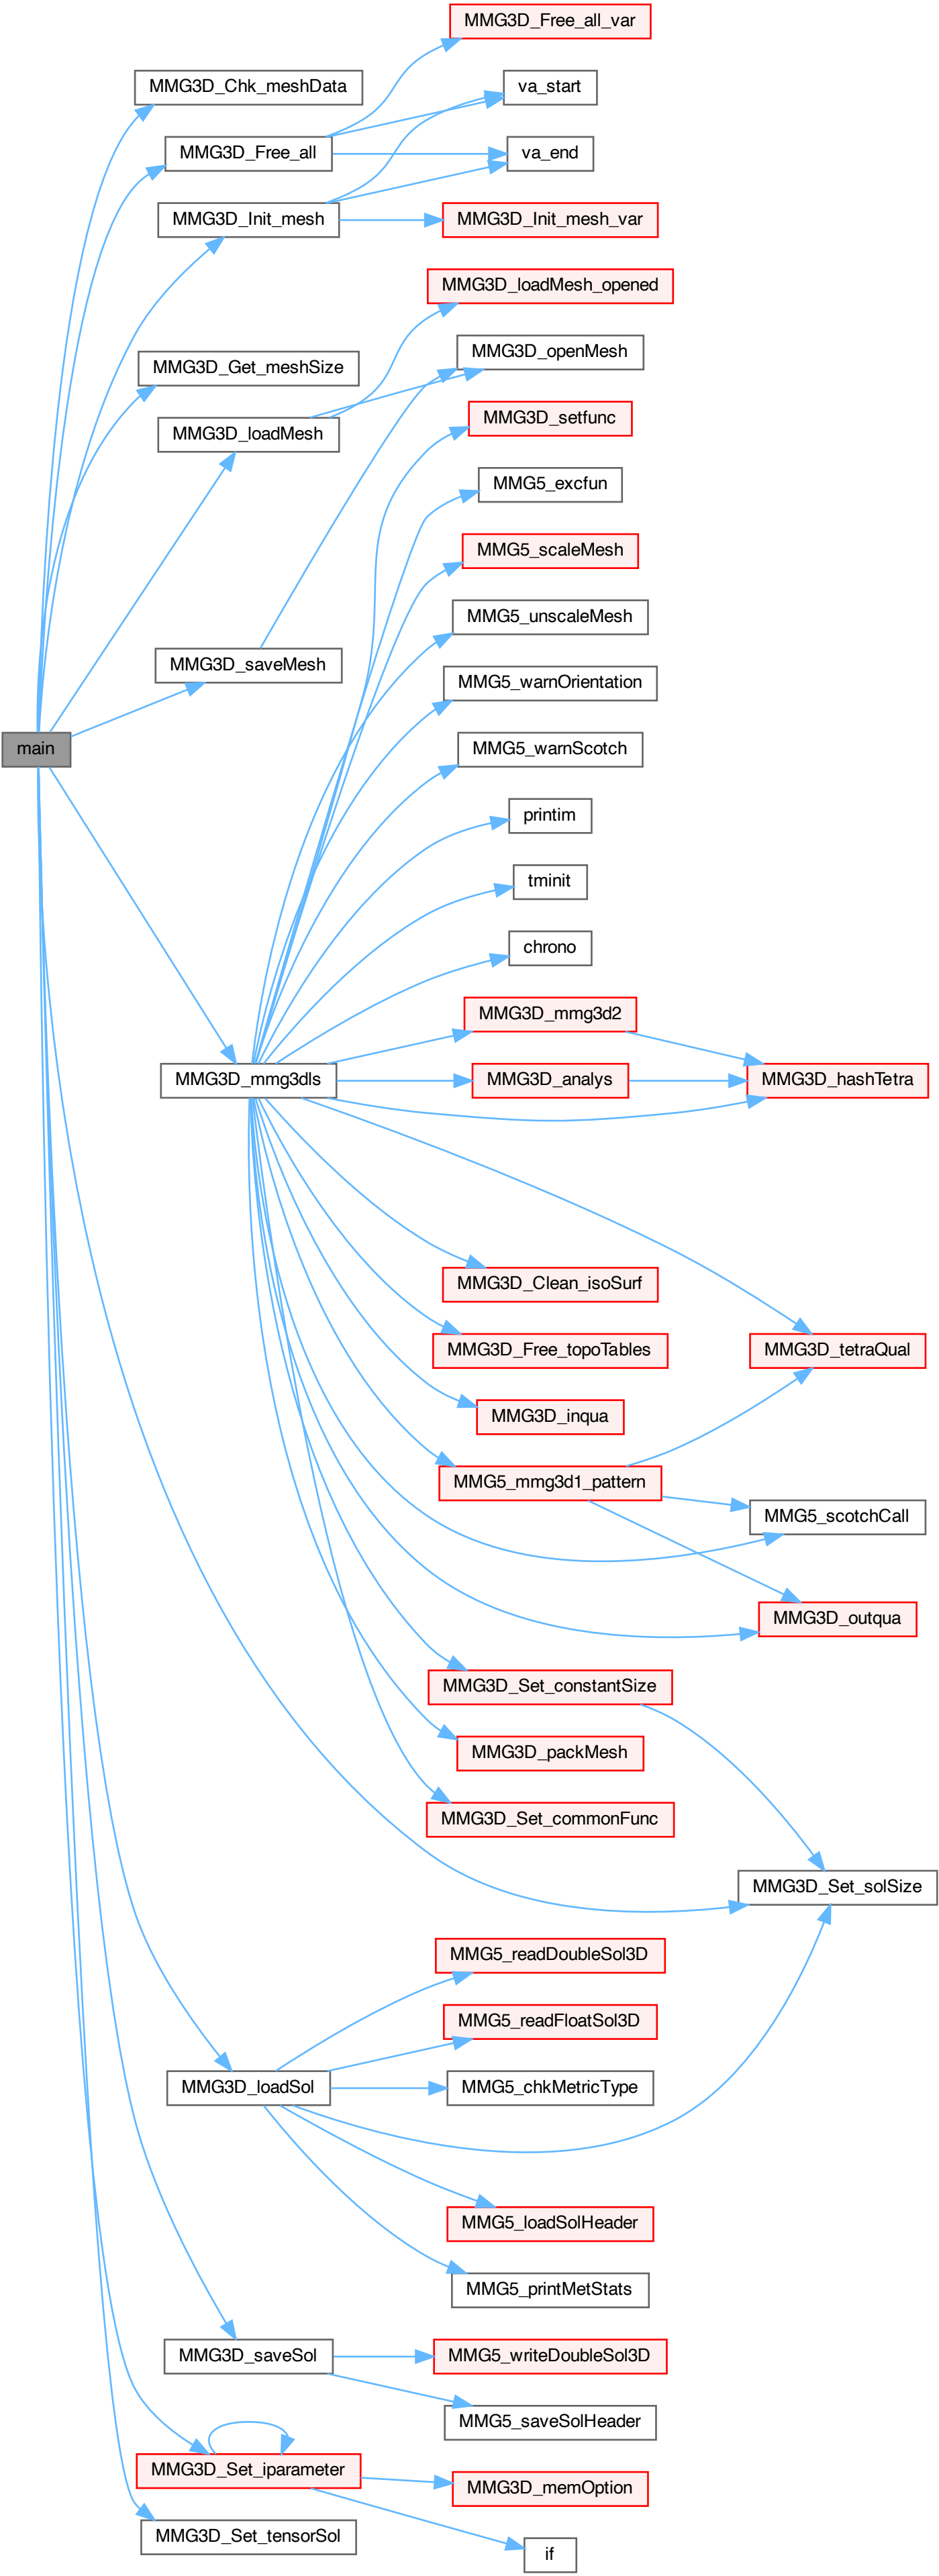 MMG3D_Free_all_var
MMG3D_Chk_meshData
va_start
MMG3D_Free_all
va_end
MMG3D_Init_mesh
MMG3D_Init_mesh_var
MMG3D_loadMesh_opened
MMG3D_openMesh
MMG3D_Get_meshSize
MMG3D_setfunc
MMG3D_loadMesh
MMG5_excfun
MMG5_scaleMesh
MMG5_unscaleMesh
MMG3D_saveMesh
MMG5_warnOrientation
main
MMG5_warnScotch
printim
tminit
chrono
MMG3D_mmg3d2
MMG3D_mmg3dls
MMG3D_analys
MMG3D_hashTetra
MMG3D_Clean_isoSurf
MMG3D_Free_topoTables
MMG3D_tetraQual
MMG3D_inqua
MMG5_mmg3d1_pattern
MMG5_scotchCall
MMG3D_outqua
MMG3D_Set_constantSize
MMG3D_packMesh
MMG3D_Set_commonFunc
MMG3D_Set_solSize
MMG5_readDoubleSol3D
MMG5_readFloatSol3D
MMG3D_loadSol
MMG5_chkMetricType
MMG5_loadSolHeader
MMG5_printMetStats
MMG3D_saveSol
MMG5_writeDoubleSol3D
MMG5_saveSolHeader
MMG3D_Set_iparameter
MMG3D_memOption
MMG3D_Set_tensorSol
if